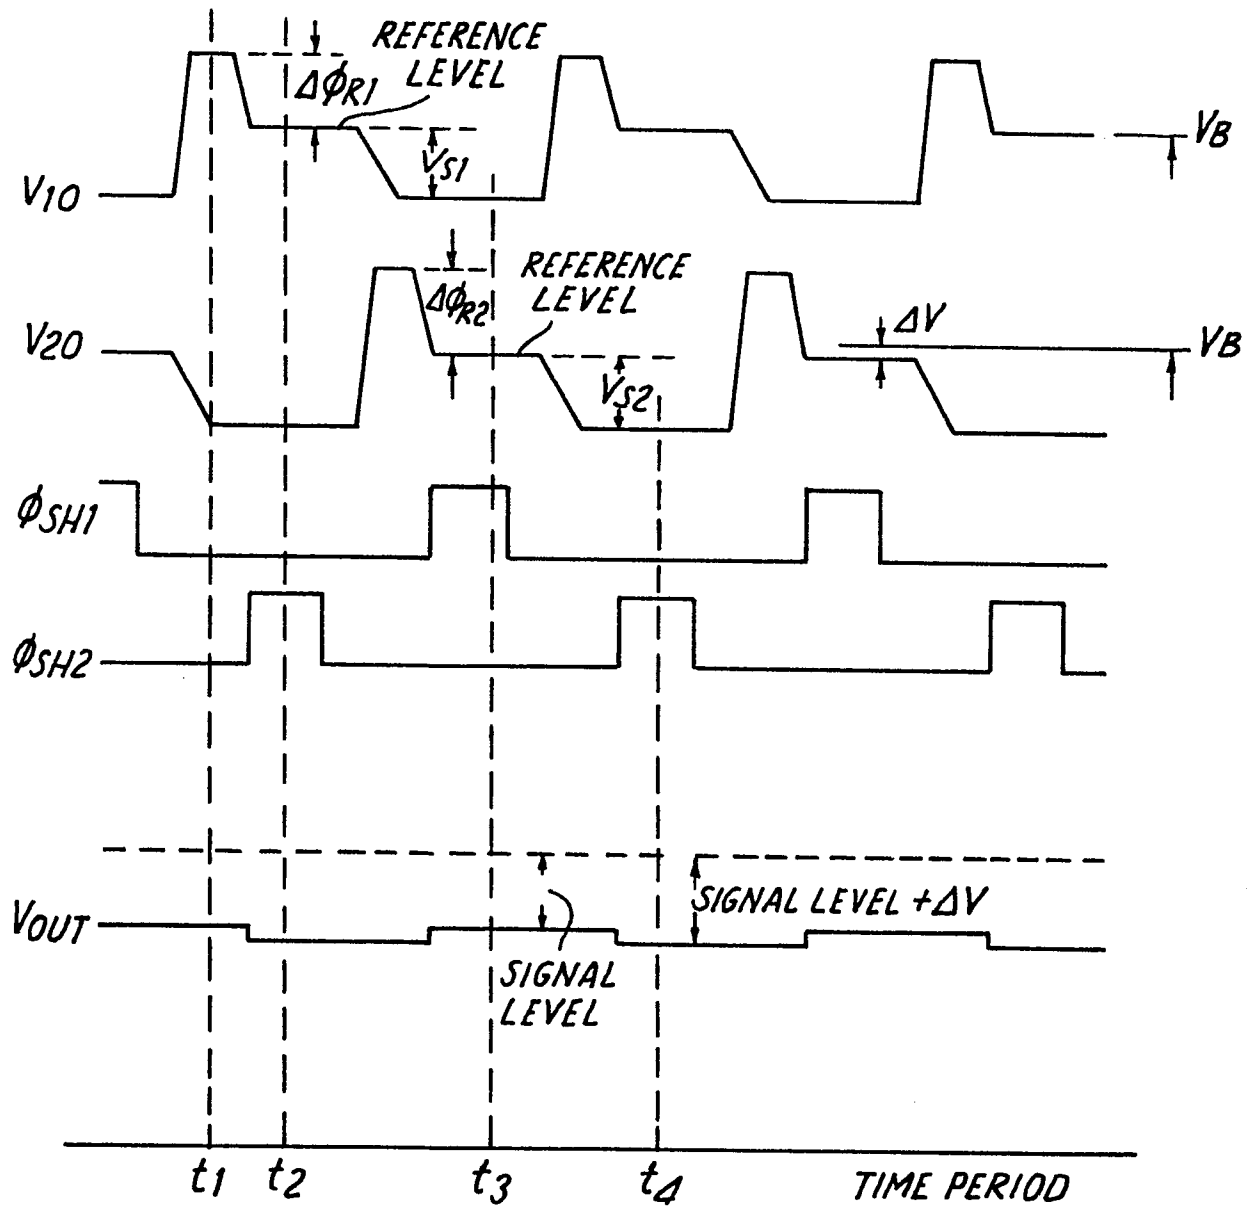 REFERENCE
LEVEL
ΔϕR1
VB
VS1
V10
REFERENCE
LEVEL
ΔϕR2
ΔV
V20
VB
VS2
ϕSH1
ϕSH2
SIGNAL LEVEL +ΔV
VOUT
SIGNAL
LEVEL
t1 t2 t3 t4 TIME PERIOD